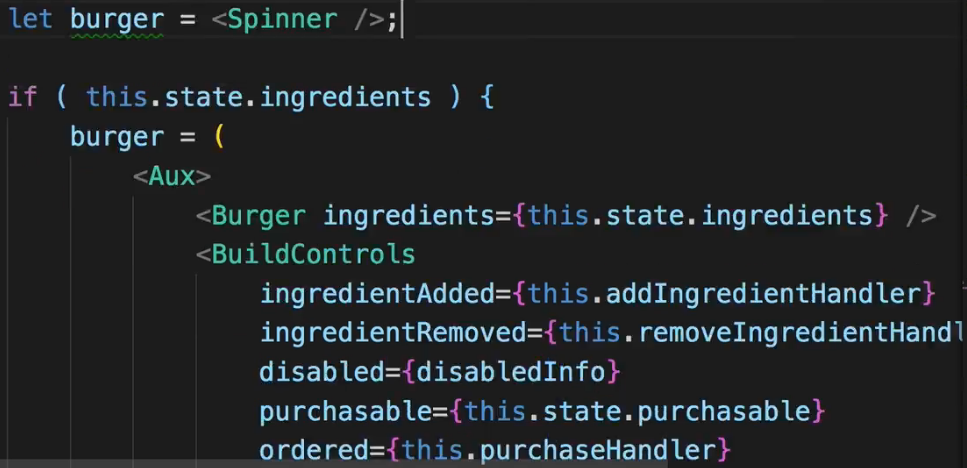 let burger = <Spinner />;
if ( this.state.ingredients ) {
burger = (
<Aux>
<Burger ingredients={this.state.ingredients} />
<BuildControls
ingredientAdded={this.addIngredientHandler}
ingredientRemoved={this.removeIngredientHandl
disabled={disabledInfo}
purchasable={this.state.purchasable}
ordered={this.purchaseHandler}